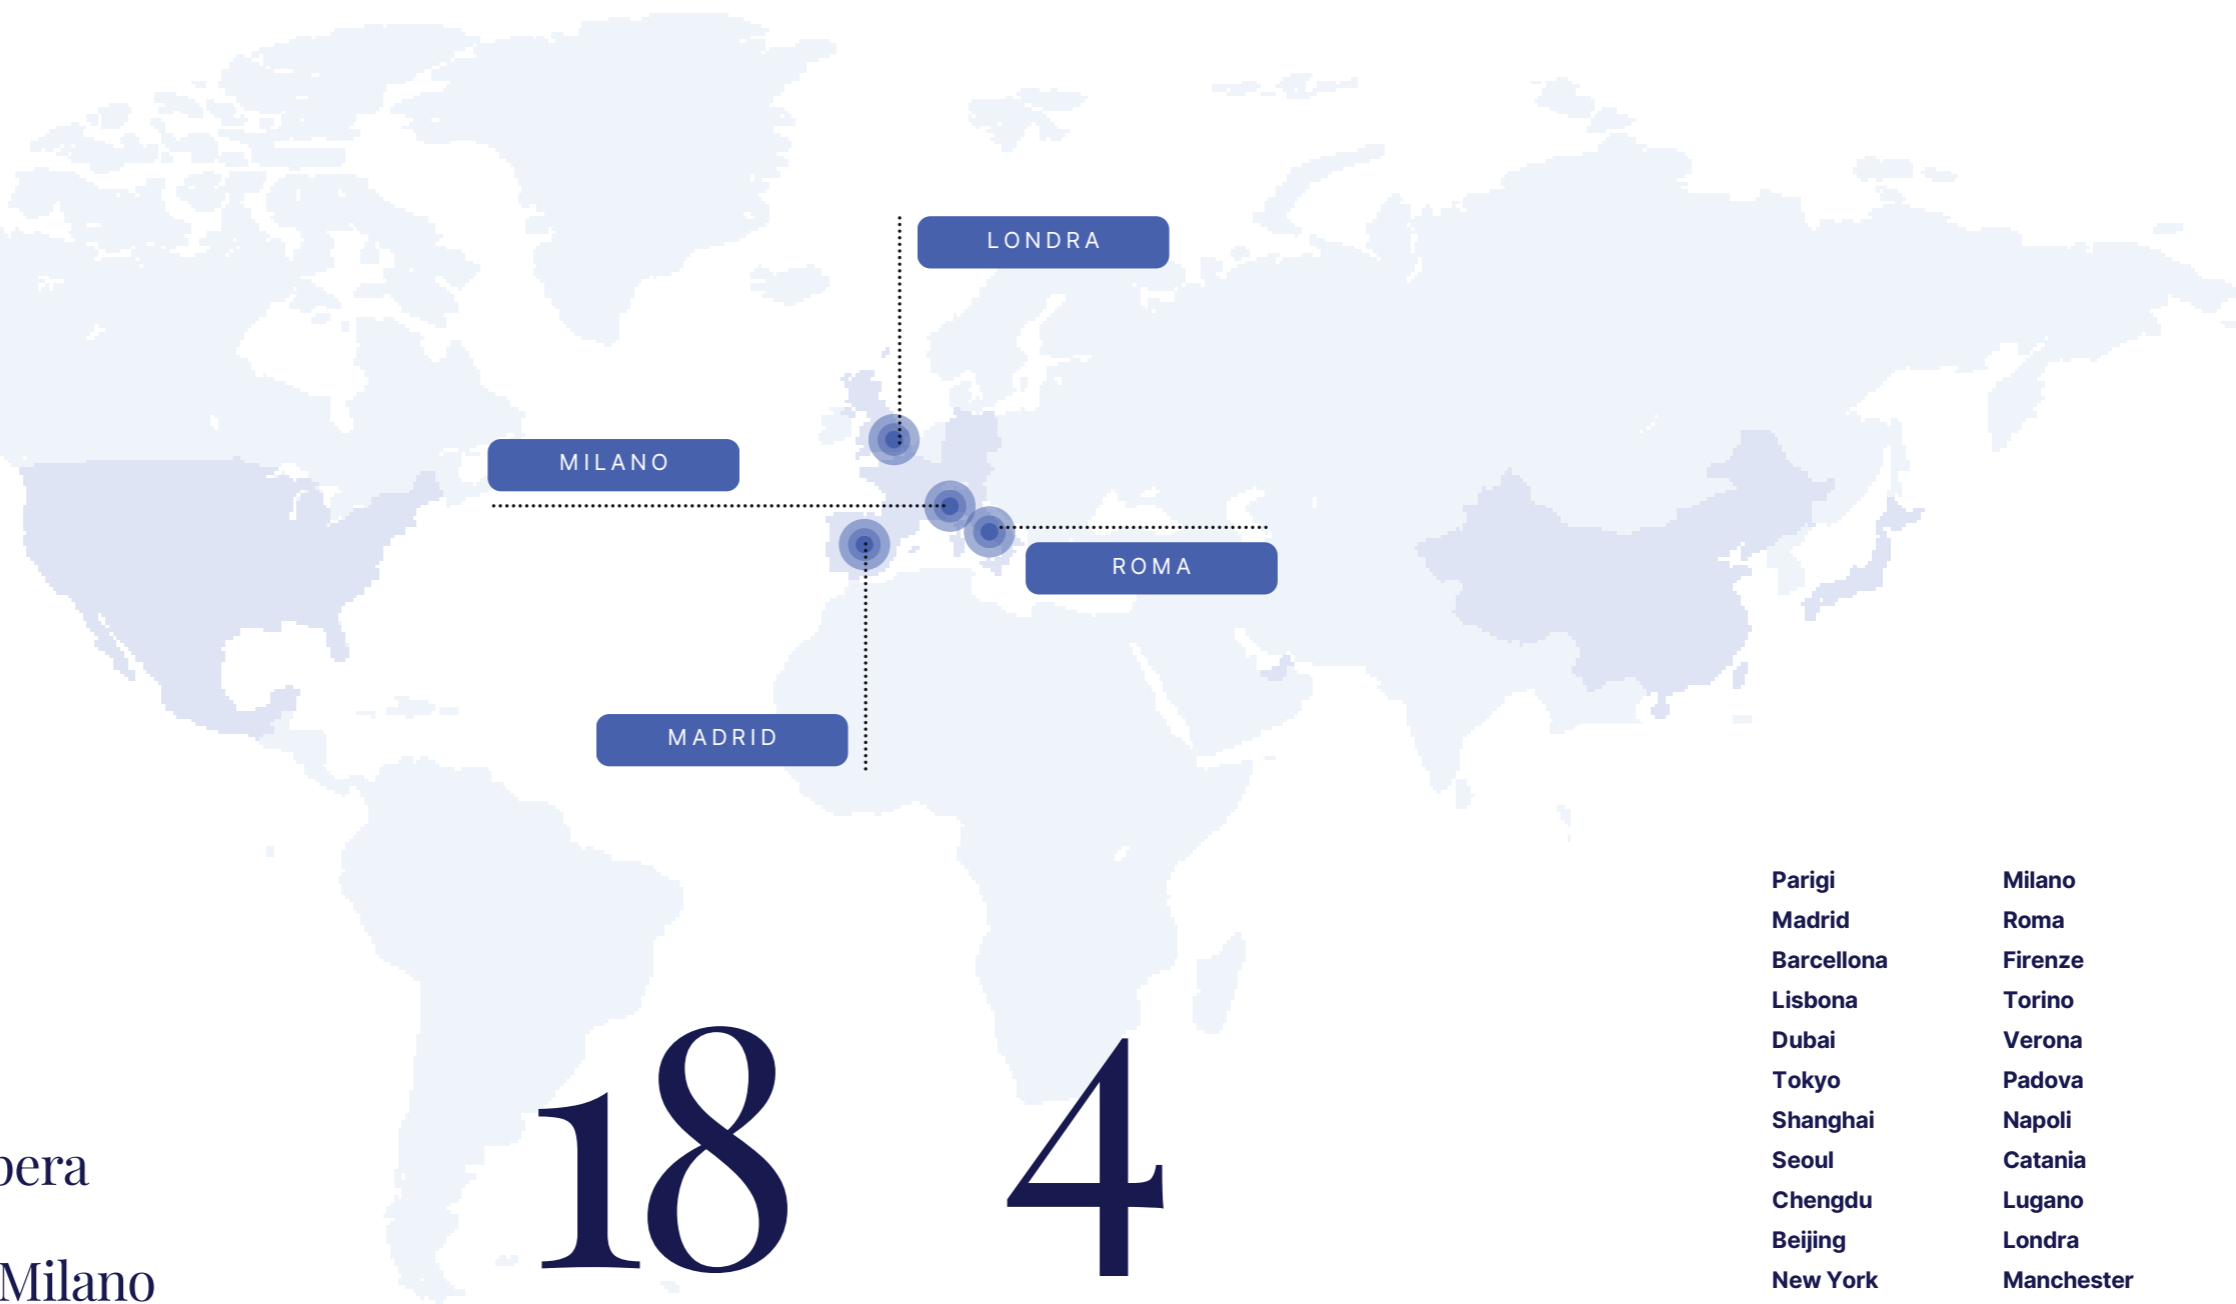 LONDRA
MILANO
ROMA
MADRID
Milano
18
4
Parigi
Madrid
Barcellona
Lisbona
Dubai
Tokyo
Shanghai
Seoul
Chengdu
Beijing
New York
Milano
Roma
Firenze
Torino
Verona
Padova
Napoli
Catania
Lugano
Londra
Manchester